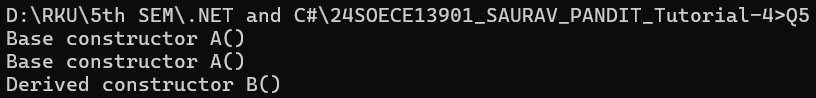 D:\RKU\5th SEM\.NET and C#\24SOECE13901_SAURAV_PANDIT_Tutorial-4>Q5
Base constructor A()
Base constructor A()
Derived constructor B()